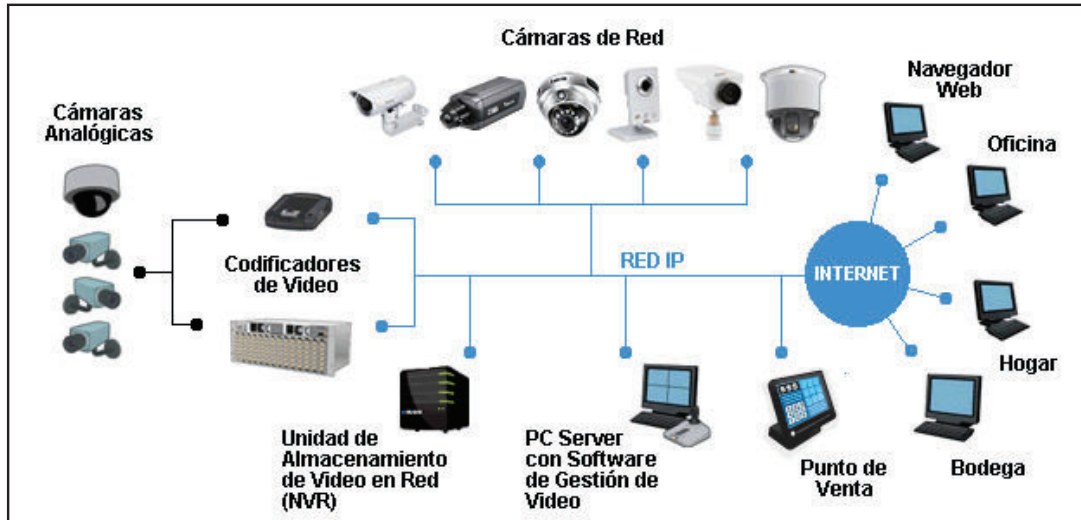 Cámaras de Red
Cámaras
Analógicas
Navegador
Web
Oficina
Codificadores
de Video
RED IP
INTERNET
Hogar
Unidad de
Almacenamiento
de Video en Red
(NVR)
PC Server
con Software
de Gestión de
Video
Punto de
Venta
Bodega